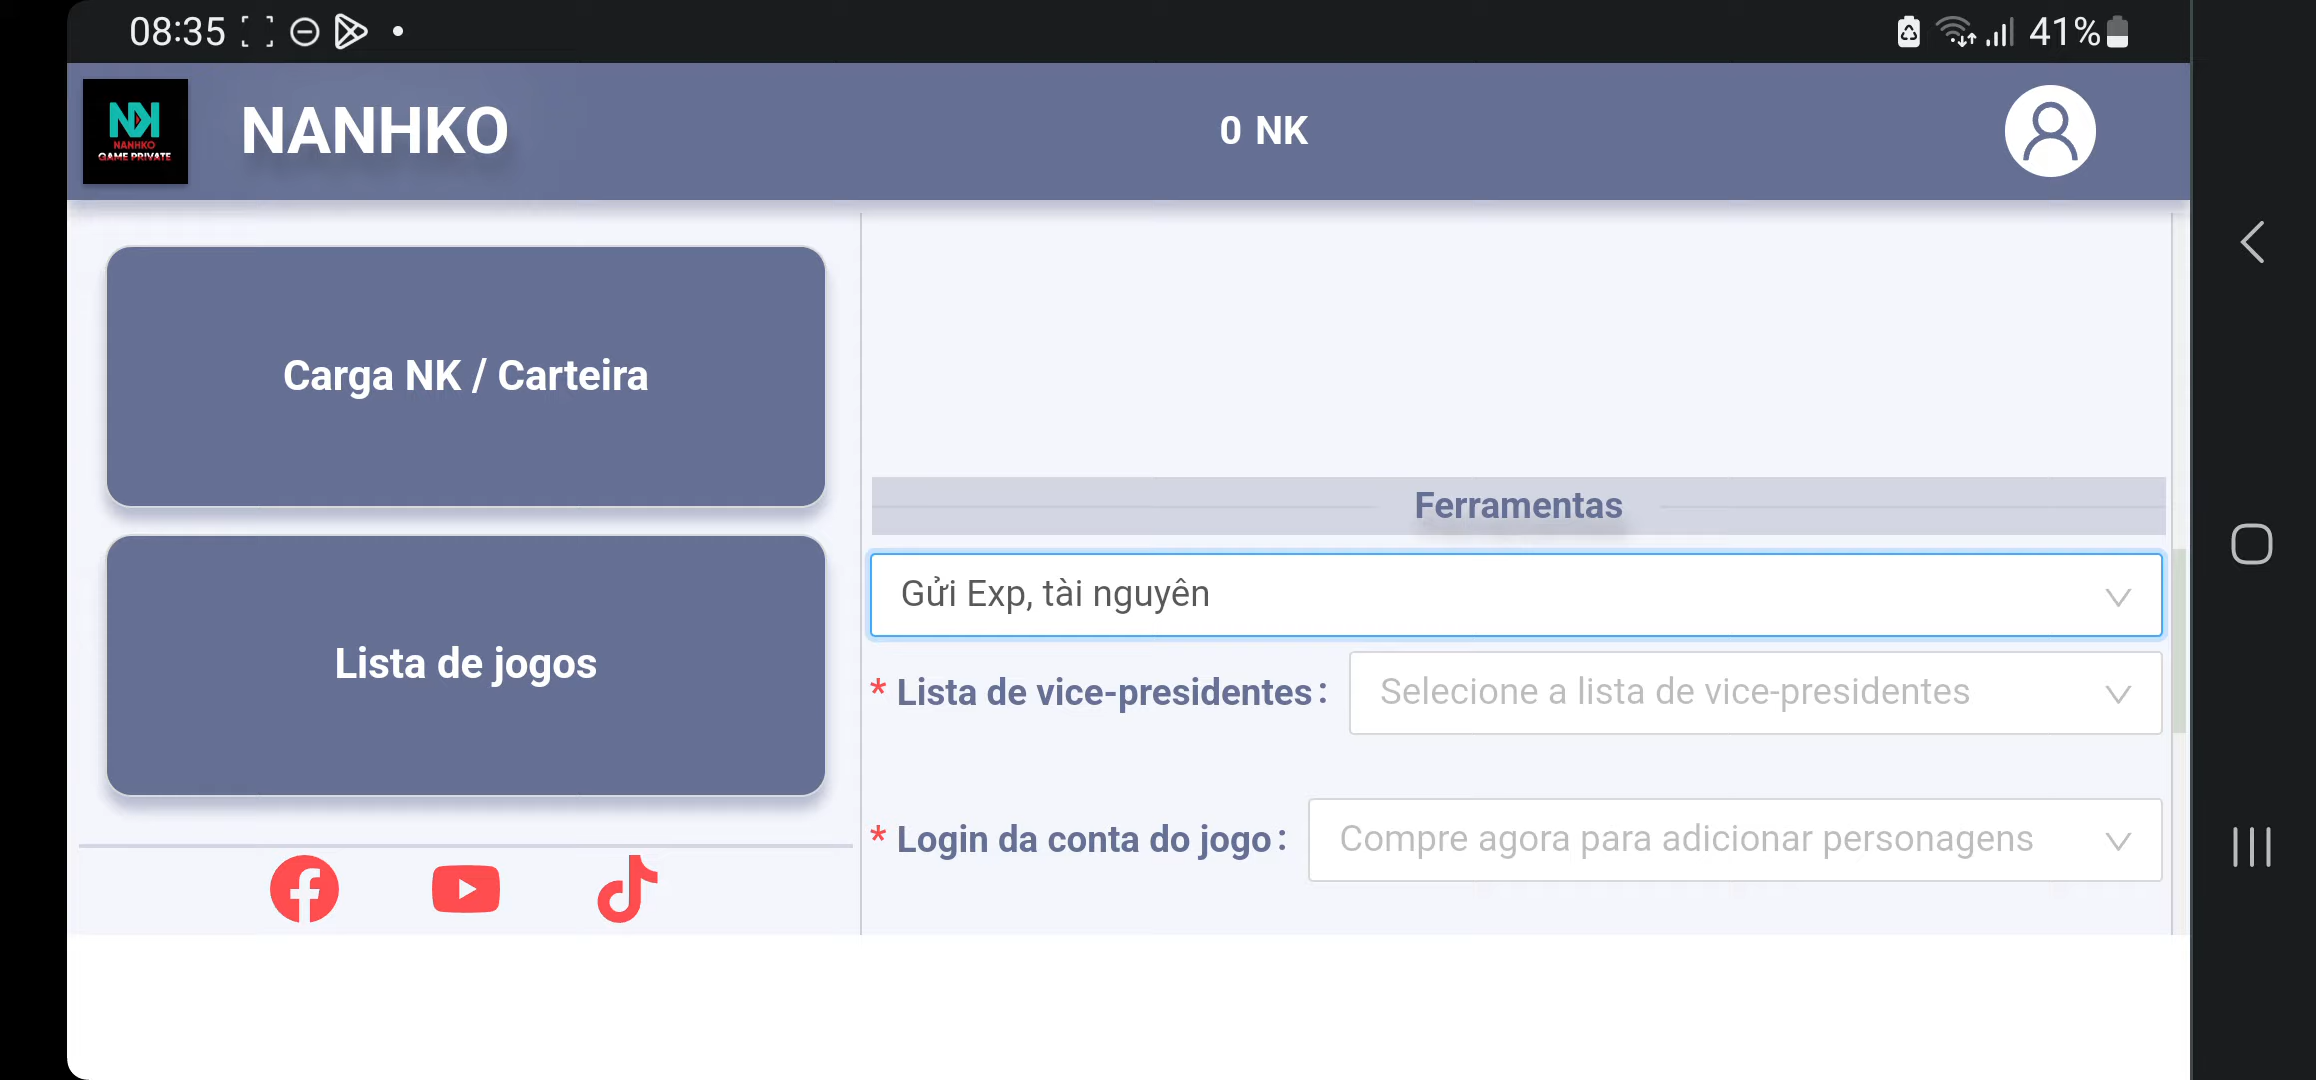 08:35
41%
NK
NANHKO
GAME PRIVATE
NANHKO
0 NK
Carga NK / Carteira
Lista de jogos
Ferramentas
Gửi Exp, tài nguyên
* Lista de vice-presidentes: Selecione a lista de vice-presidentes
* Login da conta do jogo: Compre agora para adicionar personagens